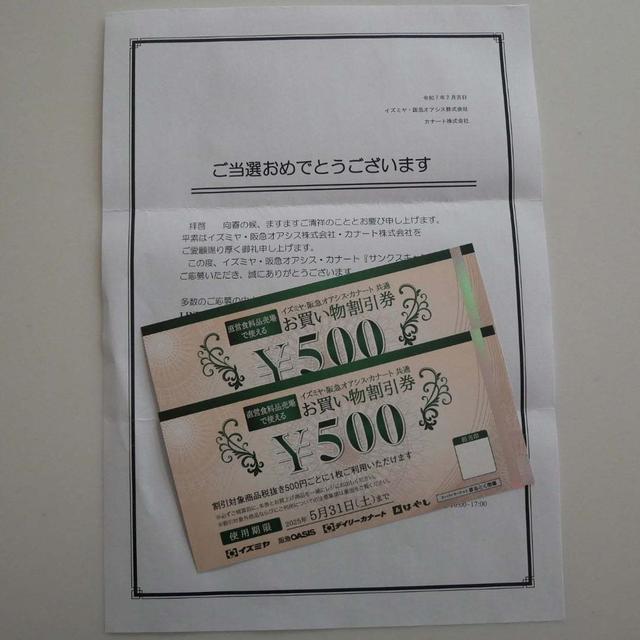 令和7年2月吉日
イズミヤ・阪急オアシス株式会社
カナート株式会社
ご当選おめでとうございます
拝啓 向春の候、ますますご清祥のこととお慶び申し上げます。
平素はイズミヤ・阪急オアシス株式会社・カナート株式会社を
ご愛顧賜り厚く御礼申し上げます。
この度、イズミヤ・阪急オアシス・カナート『サンクスキャ
ご応募いただき、誠にありがとうございます
多数のご応募の中
直営食料品売場で使える
イズミヤ・阪急オアシス・カナート 共通
お買い物割引券
¥500
直営食料品売場で使える
イズミヤ・阪急オアシス・カナート 共通
お買い物割引券
¥500
割引対象商品税抜き500円ごとに1枚ご利用いただけます
使用期限 2025年 5月31日(土)まで
イズミヤ 阪急OASIS デイリーカナート はやし
10:00-17:00